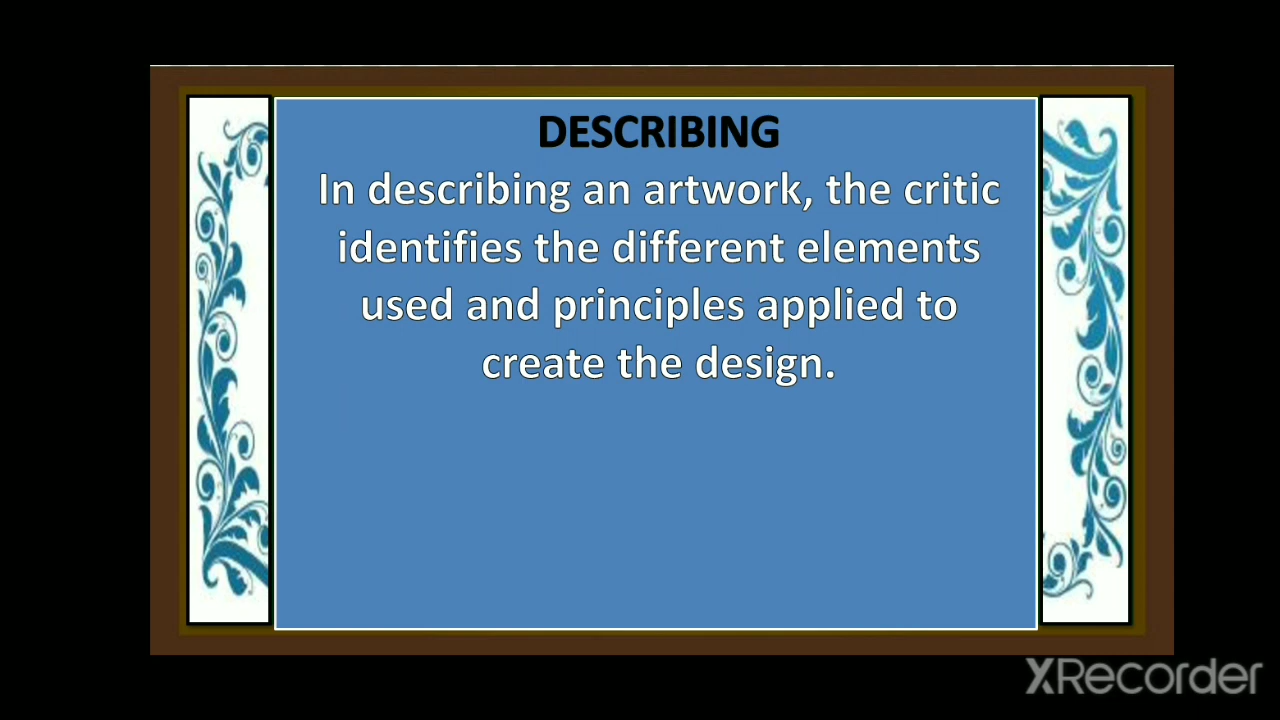 DESCRIBING
In describing an artwork, the critic
identifies the different elements
used and principles applied to
create the design.
XRecorder